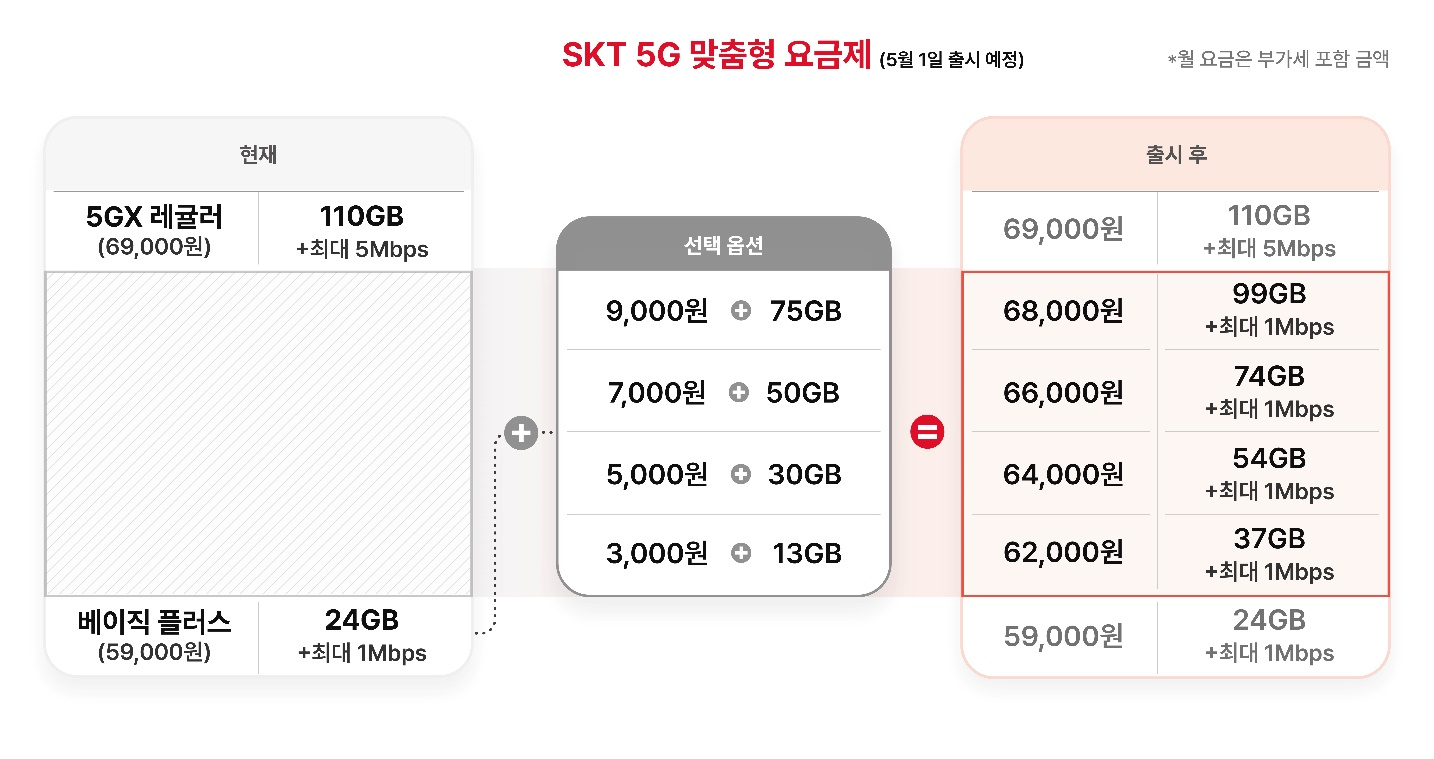 SKT 5G 맞춤형 요금제 (5월 1일 출시 예정)
*월 요금은 부가세 포함 금액
현재
5GX 레귤러
(69,000원)
110GB
+최대 5Mbps
베이직 플러스
(59,000원)
24GB
+최대 1Mbps
+
선택 옵션
9,000원 + 75GB
7,000원 + 50GB
5,000원 + 30GB
3,000원 + 13GB
=
출시 후
69,000원
110GB
+최대 5Mbps
68,000원
99GB
+최대 1Mbps
66,000원
74GB
+최대 1Mbps
64,000원
54GB
+최대 1Mbps
62,000원
37GB
+최대 1Mbps
59,000원
24GB
+최대 1Mbps